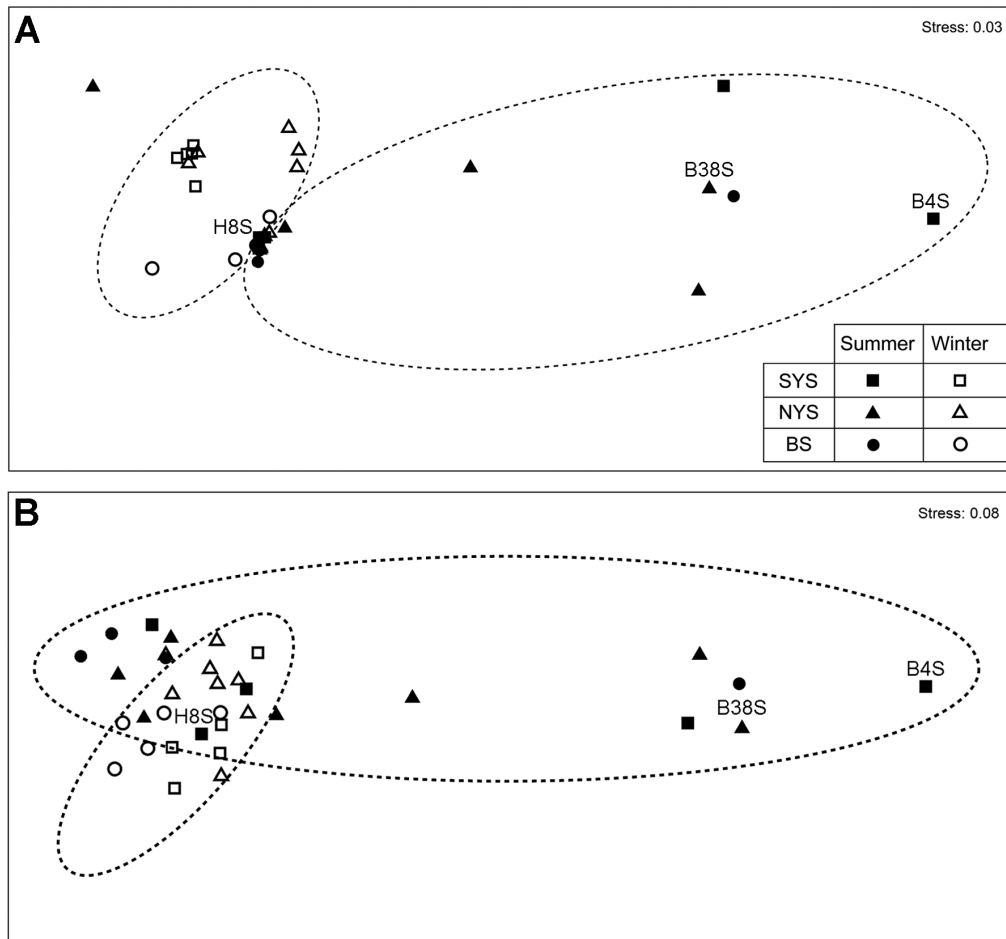 A
Stress: 0.03
B38S
B4S
H8S
Summer Winter
SYS
NYS
BS
B
Stress: 0.08
B4S
B38S
H8S